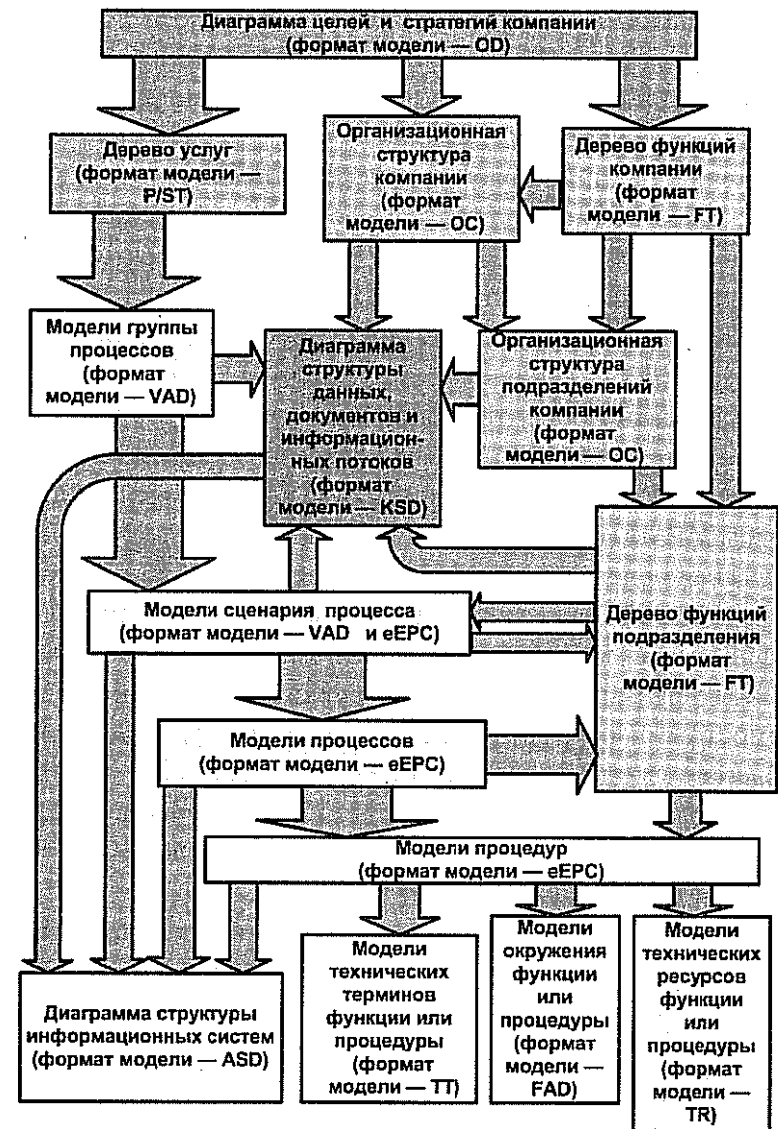 Диаграмма целей и стратегий компании
(формат модели — OD)
Дерево услуг
(формат модели —
P/ST)
Организационная
структура
компании
(формат
модели — OC)
Дерево функций
компании
(формат
модели — FT)
Модели группы
процессов
(формат
модели — VAD)
Диаграмма
структуры
данных,
документов и
информацион-
ных потоков
(формат
модели — KSD)
Организационная
структура
подразделений
компании
(формат
модели — OC)
Модели сценария процесса
(формат модели — VAD и eEPC)
Дерево функций
подразделения
(формат
модели — FT)
Модели процессов
(формат модели — eEPC)
Модели процедур
(формат модели — eEPC)
Диаграмма структуры
информационных систем
(формат модели — ASD)
Модели
технических
терминов
функции или
процедуры
(формат
модели — TT)
Модели
окружения
функции
или
процедуры
(формат
модели —
FAD)
Модели
технических
ресурсов
функции
или
процедуры
(формат
модели —
TR)